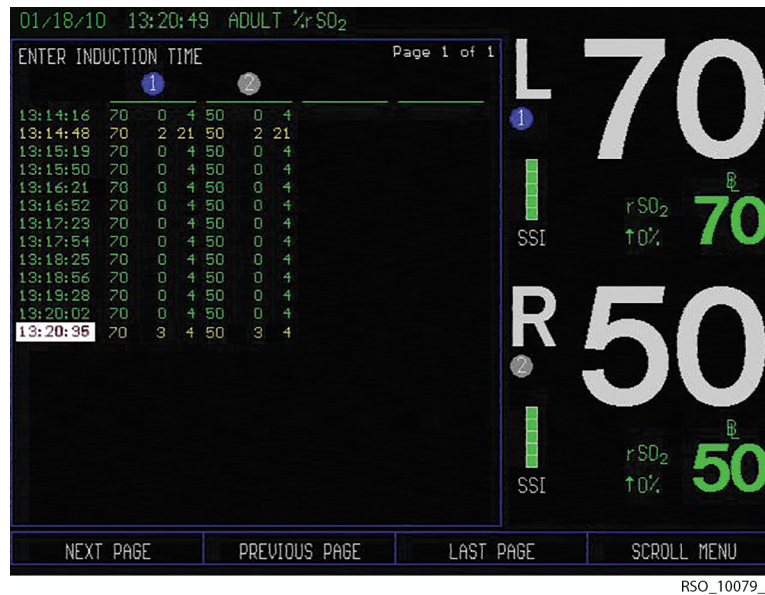 01/18/10 13:20:49 ADULT %rSO2
ENTER INDUCTION TIME
Page 1 of 1
1 2
13:14:16 70 0 4 50 0 4
13:14:48 70 2 21 50 2 21
13:15:19 70 0 4 50 0 4
13:15:50 70 0 4 50 0 4
13:16:21 70 0 4 50 0 4
13:16:52 70 0 4 50 0 4
13:17:23 70 0 4 50 0 4
13:17:54 70 0 4 50 0 4
13:18:25 70 0 4 50 0 4
13:18:56 70 0 4 50 0 4
13:19:28 70 0 4 50 0 4
13:20:02 70 0 4 50 0 4
13:20:35 70 3 4 50 3 4
L 70
1
SSI
BL
rSO2 70
↑0%
R 50
2
SSI
BL
rSO2 50
↑0%
NEXT PAGE PREVIOUS PAGE LAST PAGE SCROLL MENU
RSO_10079_